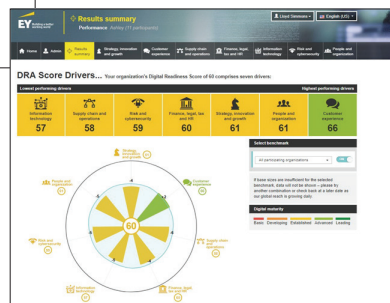 EY
Building a better
working world
Results summary
Performance Ashley (11 participants)
Lloyd Simmons
English (US)
Home
Admin
Results
summary
Strategy, innovation
and growth
Customer
experience
Supply chain
and operations
Finance, legal,
tax and HR
Information
technology
Risk and
cybersecurity
People and
organization
DRA Score Drivers... Your organization's Digital Readiness Score of 60 comprises seven drivers:
Lowest performing drivers
Highest performing drivers
Information
technology
57
Supply chain and
operations
58
Risk and
cybersecurity
59
Finance, legal, tax
and HR
60
Strategy, innovation
and growth
61
People and
organization
61
Customer
experience
66
Select benchmark
All participating organizations
If base sizes are insufficient for the selected
benchmark, data will not be shown – please try
another combination or check back at a later date as
our global reach is growing daily.
Digital maturity
Basic Developing Established Advanced Leading
Strategy,
innovation
and growth
61
People and
organization
61
Customer
experience
66
60
Risk and
cybersecurity
59
Supply chain
and
operations
58
Information
technology
57
Finance, legal,
tax and HR
60